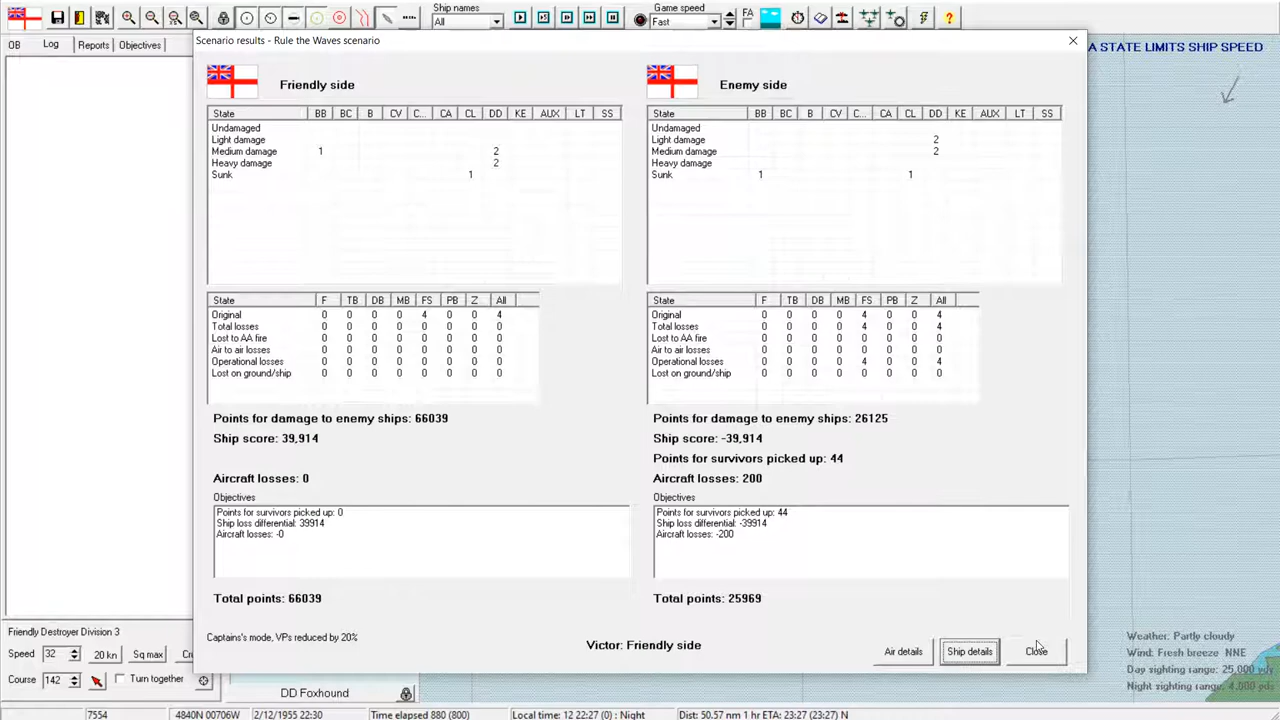 Ship names
All
Game speed
Fast
FA
OB Log Reports Objectives
Scenario results - Rule the Waves scenario
A STATE LIMITS SHIP SPEED
Friendly side
State BB BC B CV C... CA CL DD KE AUX LT SS
Undamaged
Light damage
Medium damage 1 2
Heavy damage 2
Sunk 1
State F TB DB MB FS PB Z All
Original 0 0 0 0 4 0 0 4
Total losses 0 0 0 0 0 0 0 0
Lost to AA fire 0 0 0 0 0 0 0 0
Air to air losses 0 0 0 0 0 0 0 0
Operational losses 0 0 0 0 0 0 0 0
Lost on ground/ship 0 0 0 0 0 0 0 0
Points for damage to enemy ships: 66039
Ship score: 39,914
Aircraft losses: 0
Objectives
Points for survivors picked up: 0
Ship loss differential: 39914
Aircraft losses: -0
Total points: 66039
Enemy side
State BB BC B CV C... CA CL DD KE AUX LT SS
Undamaged
Light damage 2
Medium damage 2
Heavy damage
Sunk 1 1
State F TB DB MB FS PB Z All
Original 0 0 0 0 4 0 0 4
Total losses 0 0 0 0 4 0 0 4
Lost to AA fire 0 0 0 0 0 0 0 0
Air to air losses 0 0 0 0 0 0 0 0
Operational losses 0 0 0 0 4 0 0 4
Lost on ground/ship 0 0 0 0 0 0 0 0
Points for damage to enemy ships: 26125
Ship score: -39,914
Points for survivors picked up: 44
Aircraft losses: 200
Objectives
Points for survivors picked up: 44
Ship loss differential: -39914
Aircraft losses: -200
Total points: 25969
Captains's mode, VPs reduced by 20%
Victor: Friendly side
Air details Ship details Close
Friendly Destroyer Division 3
Speed 32 20 kn Sq max
Course 142 Turn together
DD Foxhound
Weather: Partly cloudy
Wind: Fresh breeze NNE
Day sighting range: 25,000
Night sighting range: 4,000 yds
7554 4840N 00706W 2/12/1955 22:30 Time elapsed 880 (800) Local time: 12 22:27 (0) : Night Dist: 50.57 nm 1 hr ETA: 23:27 (23:27) N